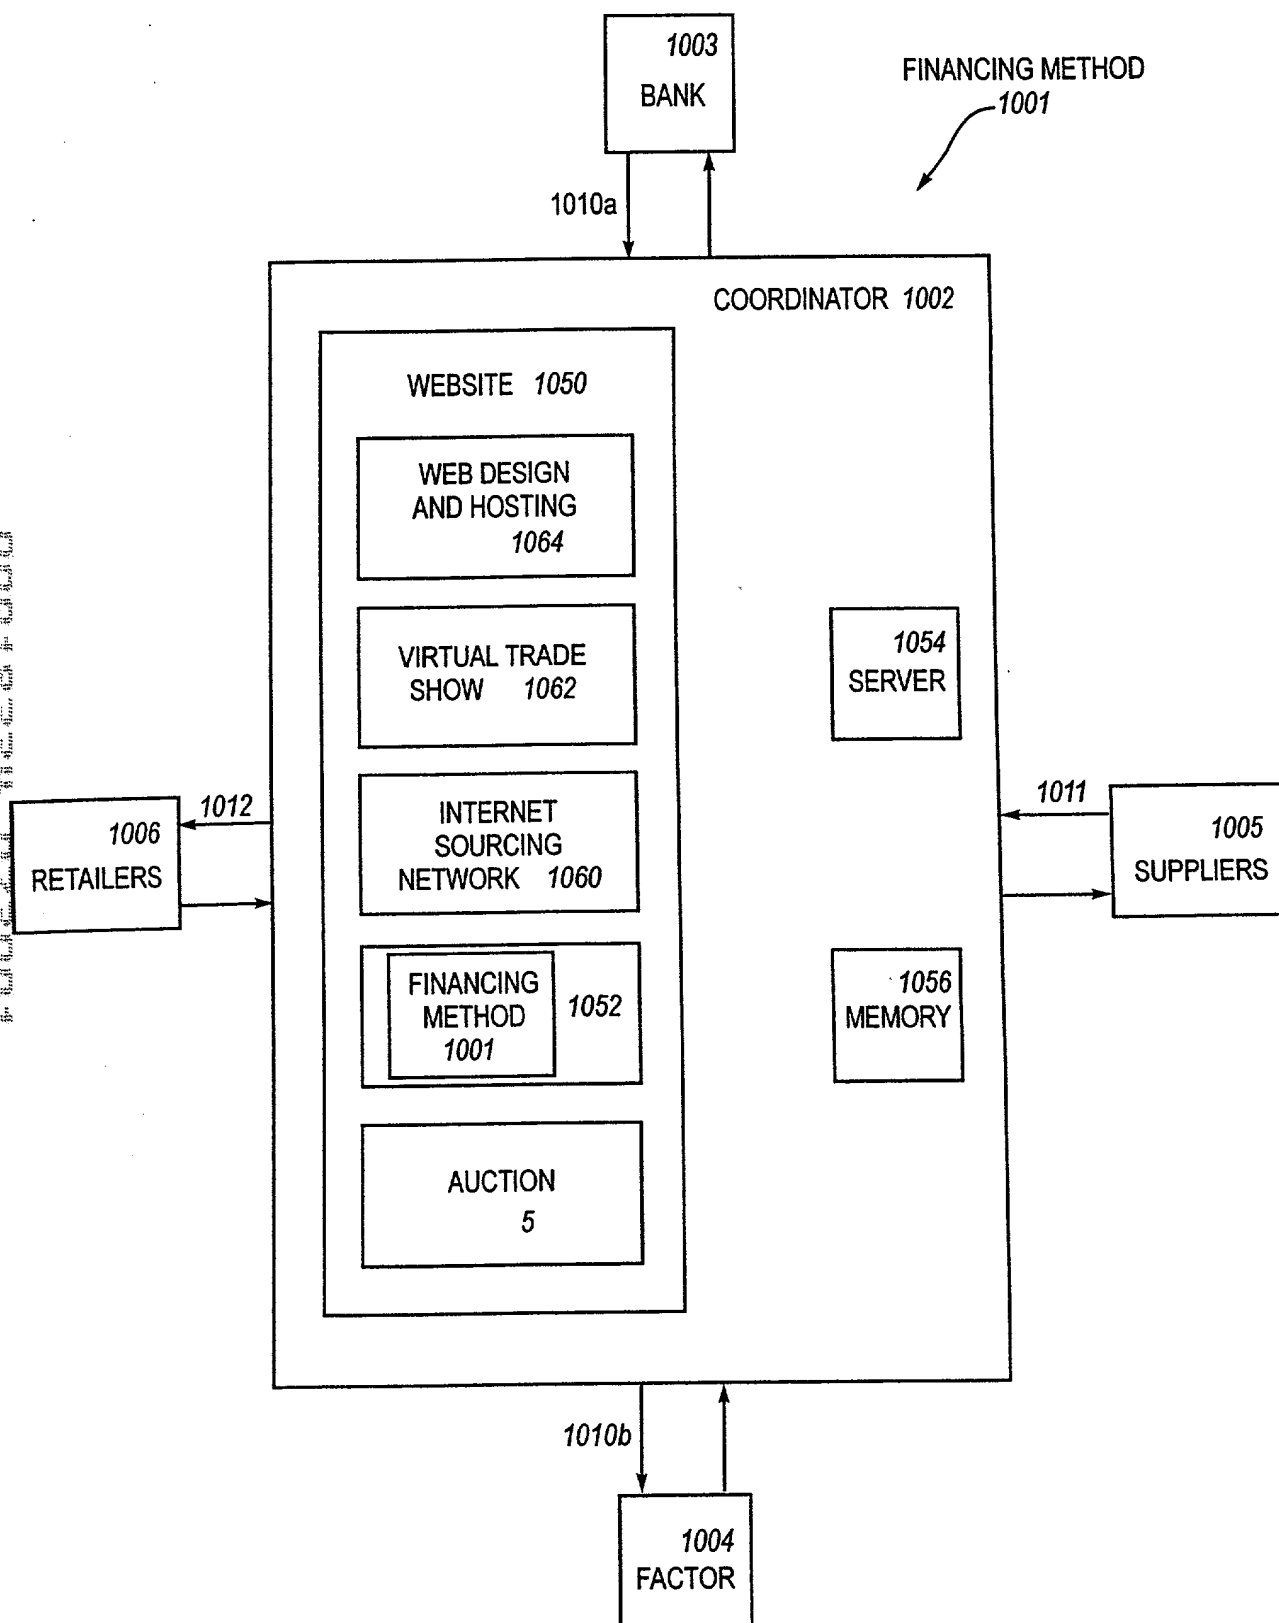 1003
BANK
FINANCING METHOD
1001
1010a
COORDINATOR 1002
WEBSITE 1050
WEB DESIGN
AND HOSTING
1064
VIRTUAL TRADE
SHOW 1062
1054
SERVER
1012
1006
RETAILERS
INTERNET
SOURCING
NETWORK 1060
1011
1005
SUPPLIERS
FINANCING
METHOD
1001
1052
1056
MEMORY
AUCTION
5
1010b
1004
FACTOR